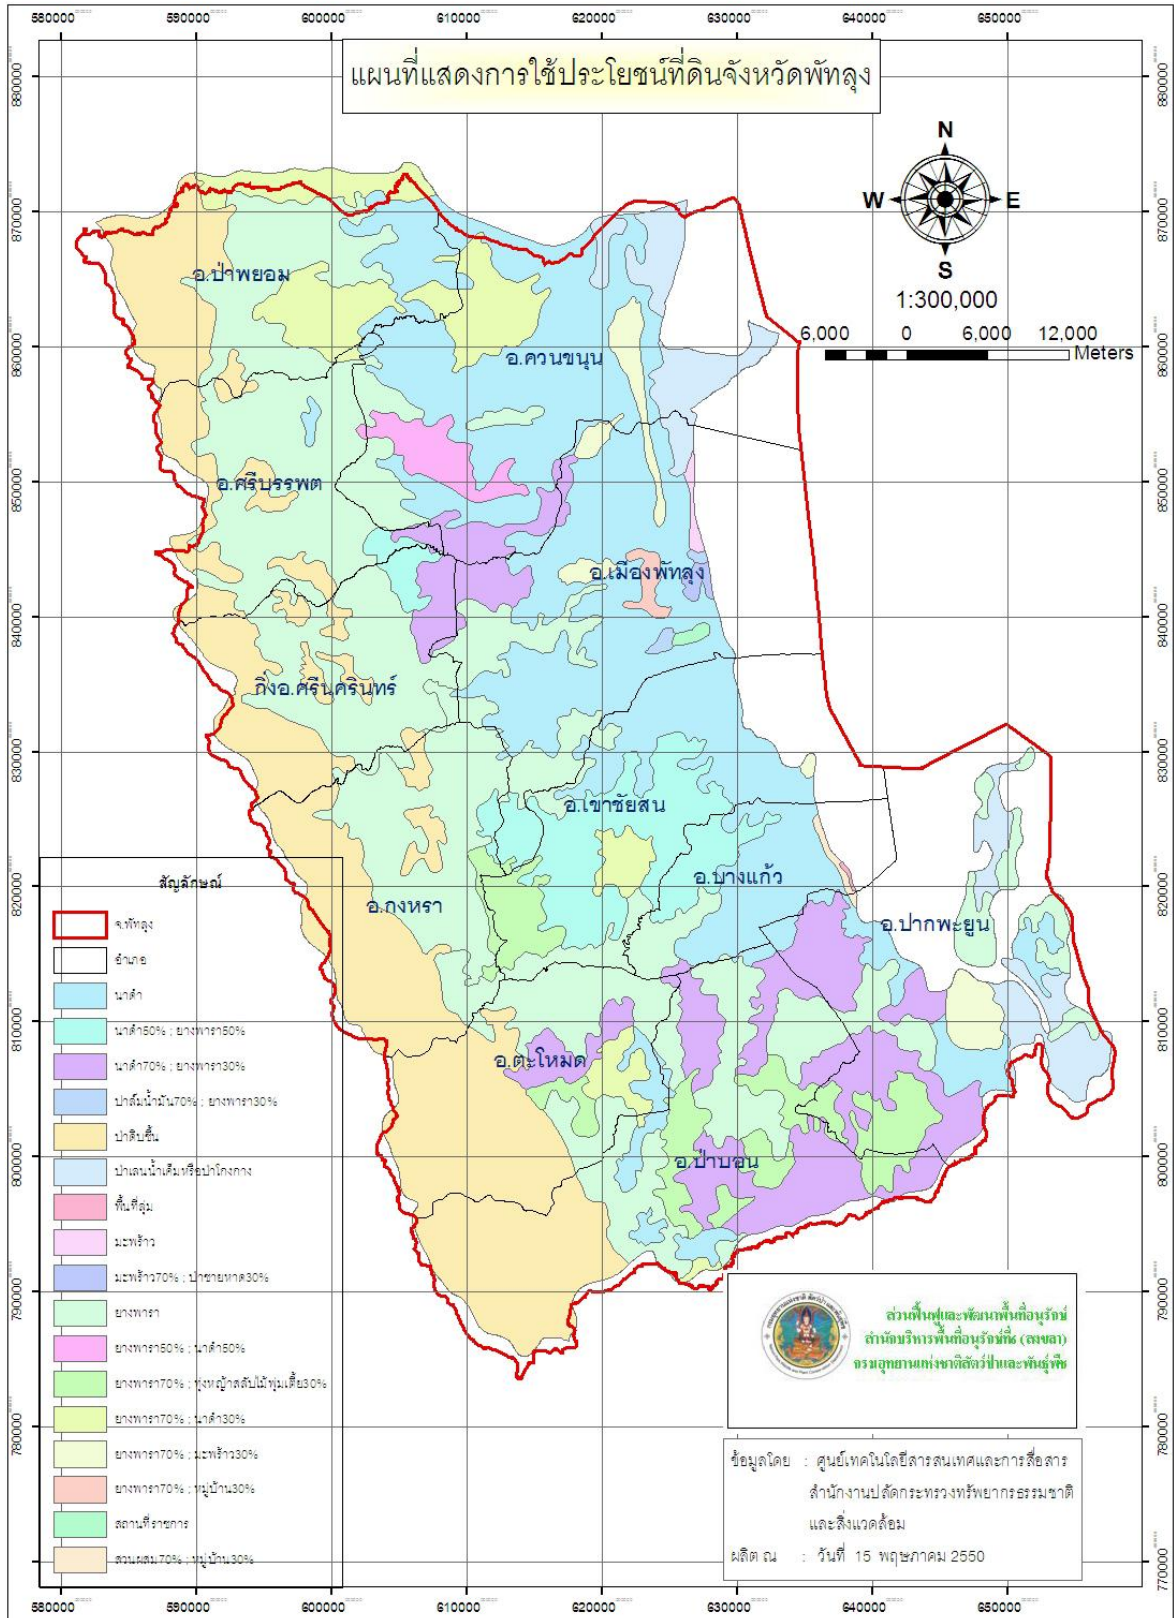 580000 590000 600000 610000 620000 630000 640000 650000
แผนที่แสดงการใช้ประโยชน์ที่ดินจังหวัดพัทลุง
N
W E
S
1:300,000
6,000 0 6,000 12,000
Meters
880000 880000
870000 870000
860000 860000
850000 850000
840000 840000
830000 830000
820000 820000
810000 810000
800000 800000
790000 790000
780000 780000
770000 770000
อ.ป่าพยอม
อ.ควนขนุน
อ.ศรีบรรพต
อ.เมืองพัทลุง
กิ่งอ.ศรีนครินทร์
อ.เขาชัยสน
อ.บางแก้ว
อ.กงหรา
อ.ปากพะยูน
อ.ตะโหมด
อ.ป่าบอน
สัญลักษณ์
จ.พัทลุง
อำเภอ
นาดำ
นาดำ50% ; ยางพารา50%
นาดำ70% ; ยางพารา30%
ปาล์มน้ำมัน70% ; ยางพารา30%
ป่าดิบชื้น
ป่าเลนน้ำเค็มหรือป่าโกงกาง
พื้นที่ลุ่ม
มะพร้าว
มะพร้าว70% ; ป่าชายหาด30%
ยางพารา
ยางพารา50% ; นาดำ50%
ยางพารา70% ; ทุ่งหญ้าสลับไม้พุ่มเตี้ย30%
ยางพารา70% ; นาดำ30%
ยางพารา70% ; มะพร้าว30%
ยางพารา70% ; หมู่บ้าน30%
สถานที่ราชการ
สวนผสม70% ; หมู่บ้าน30%
ส่วนฟื้นฟูและพัฒนาพื้นที่อนุรักษ์
สำนักบริหารพื้นที่อนุรักษ์ที่๕ (สงขลา)
กรมอุทยานแห่งชาติสัตว์ป่าและพันธุ์พืช
ข้อมูลโดย : ศูนย์เทคโนโลยีสารสนเทศและการสื่อสาร
สำนักงานปลัดกระทรวงทรัพยากรธรรมชาติ
และสิ่งแวดล้อม
ผลิต ณ : วันที่ 15 พฤษภาคม 2550
580000 590000 600000 610000 620000 630000 640000 650000